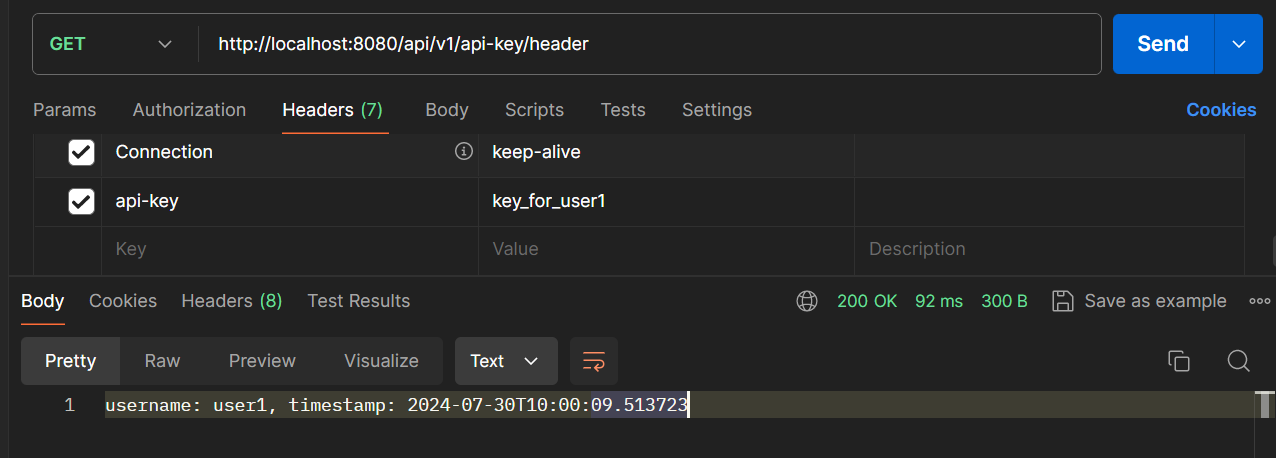 GET http://localhost:8080/api/v1/api-key/header Send
Params Authorization Headers (7) Body Scripts Tests Settings Cookies
Connection keep-alive
api-key key_for_user1
Key Value Description
Body Cookies Headers (8) Test Results 200 OK 92 ms 300 B Save as example
Pretty Raw Preview Visualize Text
1 username: user1, timestamp: 2024-07-30T10:00:09.513723